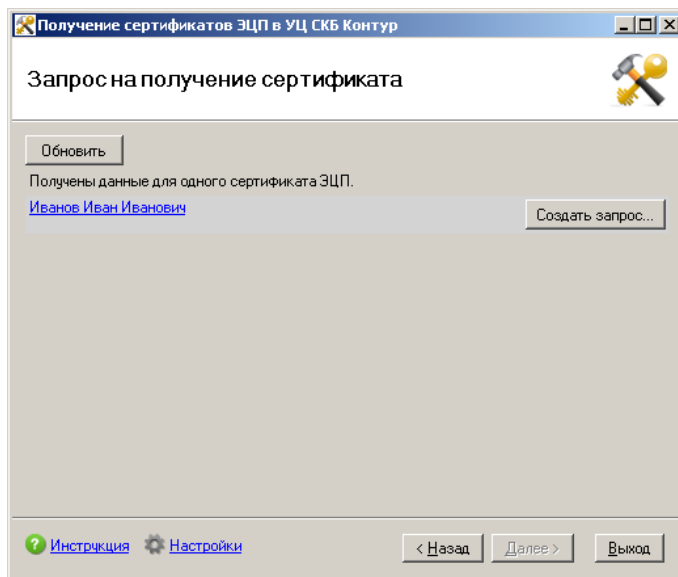 Получение сертификатов ЭЦП в УЦ СКБ Контур
Запрос на получение сертификата
Обновить
Получены данные для одного сертификата ЭЦП.
Иванов Иван Иванович
Создать запрос...
Инструкция
Настройки
< Назад
Далее >
Выход